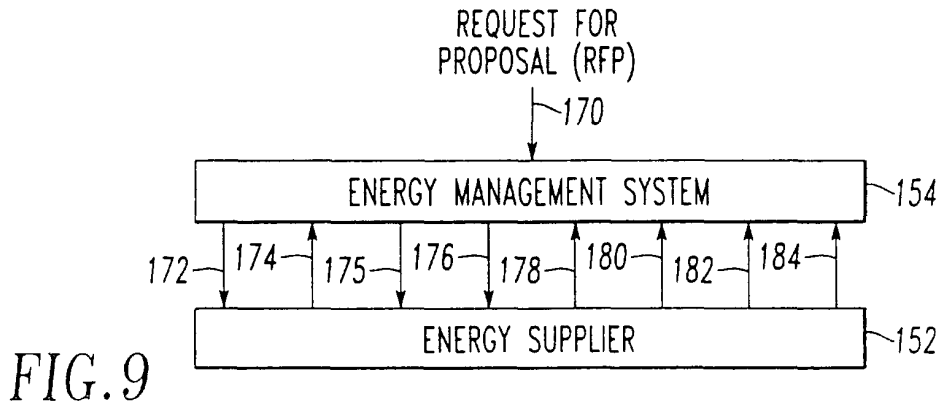 REQUEST FOR
PROPOSAL (RFP)
170
ENERGY MANAGEMENT SYSTEM
154
172
174
175
176
178
180
182
184
ENERGY SUPPLIER
152
FIG.9